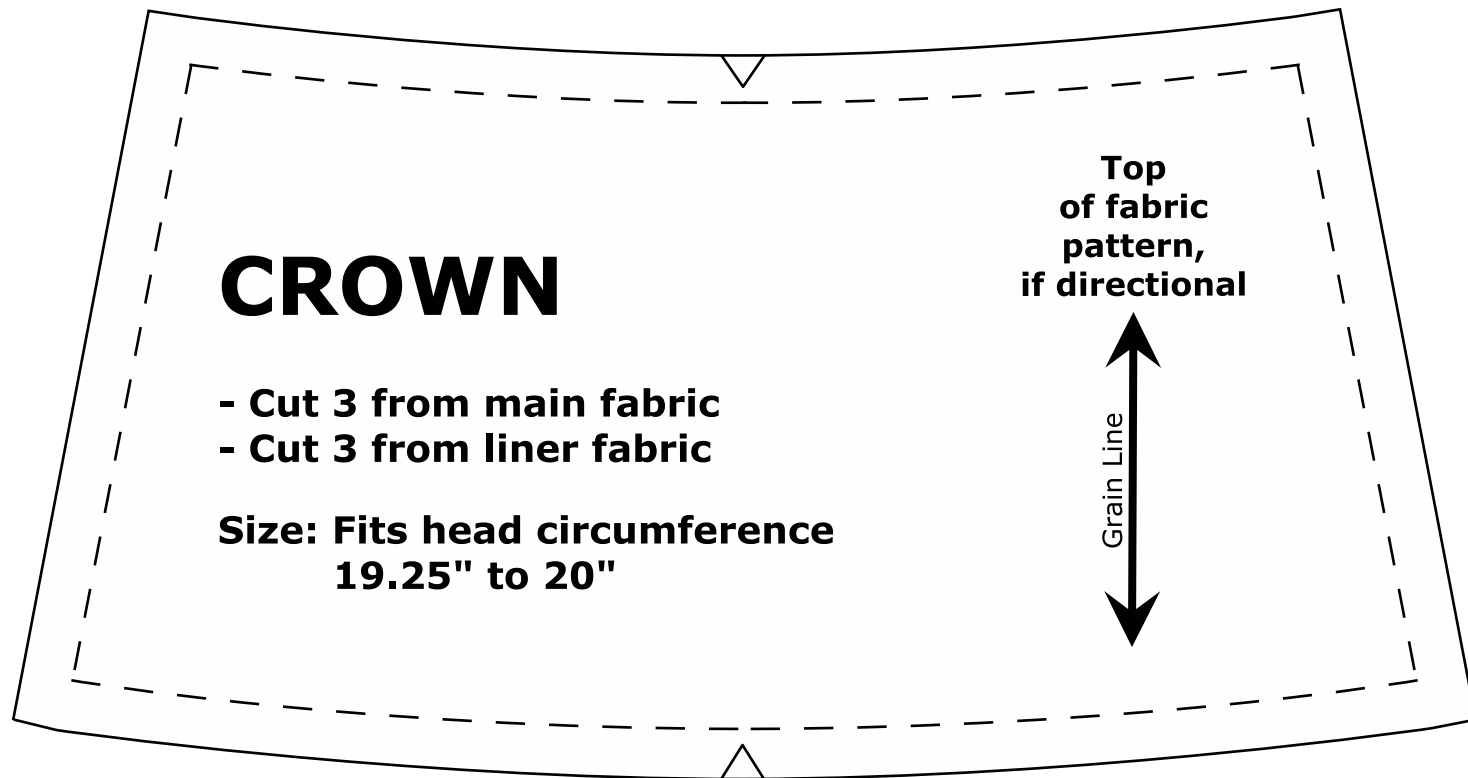 Top
of fabric
pattern,
if directional
CROWN
- Cut 3 from main fabric
- Cut 3 from liner fabric
Size: Fits head circumference
19.25" to 20"
Grain Line